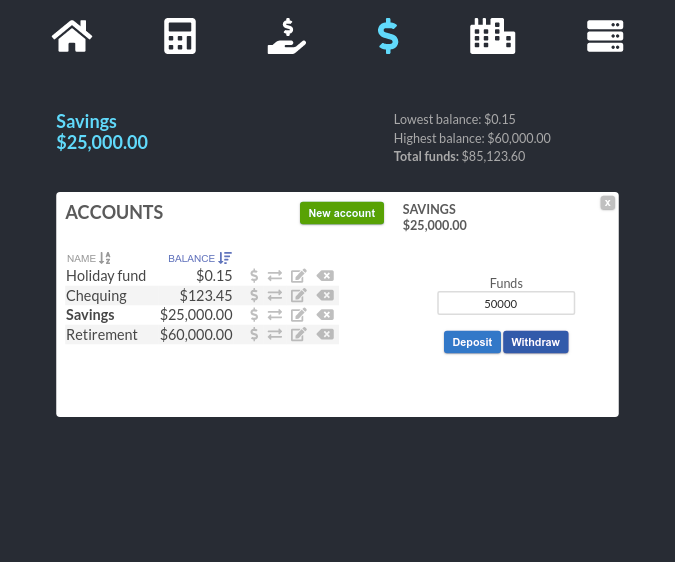 Savings
$25,000.00
Lowest balance: $0.15
Highest balance: $60,000.00
Total funds: $85,123.60
ACCOUNTS
New account
NAME BALANCE
Holiday fund $0.15
Chequing $123.45
Savings $25,000.00
Retirement $60,000.00
x
SAVINGS
$25,000.00
Funds
50000
Deposit Withdraw